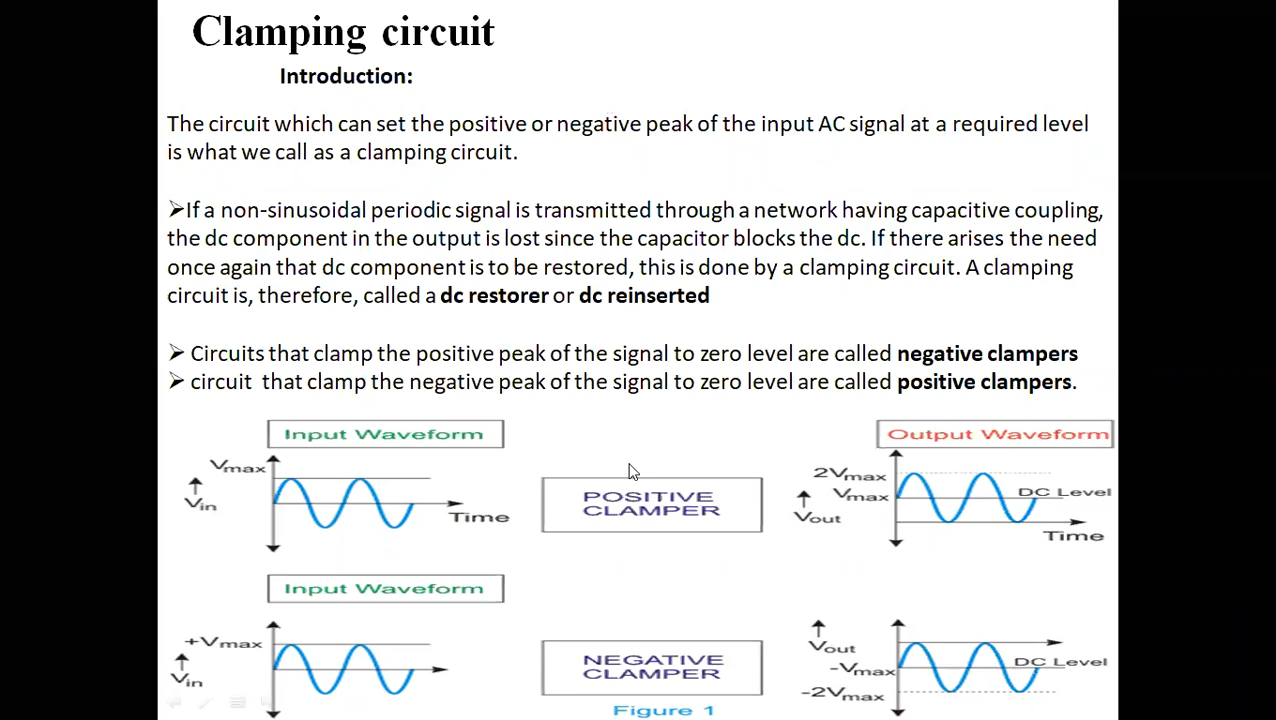 Clamping circuit
Introduction:
The circuit which can set the positive or negative peak of the input AC signal at a required level
is what we call as a clamping circuit.
➢If a non-sinusoidal periodic signal is transmitted through a network having capacitive coupling,
the dc component in the output is lost since the capacitor blocks the dc. If there arises the need
once again that dc component is to be restored, this is done by a clamping circuit. A clamping
circuit is, therefore, called a dc restorer or dc reinserted
➢ Circuits that clamp the positive peak of the signal to zero level are called negative clampers
➢ circuit that clamp the negative peak of the signal to zero level are called positive clampers.
Input Waveform
Vmax
Vin
Time
POSITIVE
CLAMPER
Output Waveform
2Vmax
Vmax
Vout
DC Level
Time
Input Waveform
+Vmax
Vin
NEGATIVE
CLAMPER
Vout
-Vmax
-2Vmax
DC Level
Figure 1